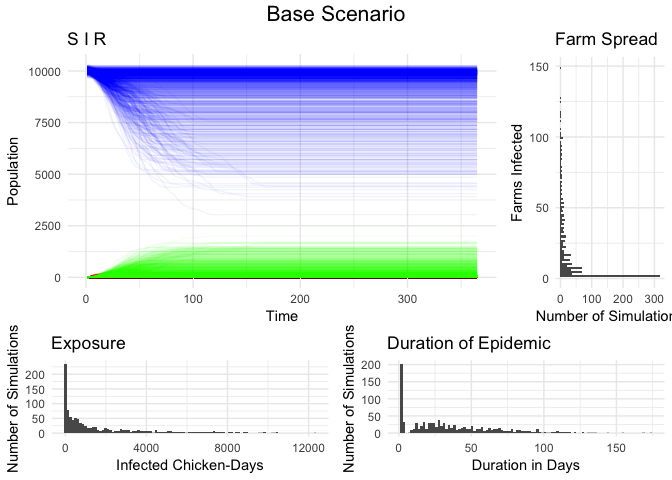 Base Scenario
S I R
Population
10000
7500
5000
2500
0
0
100
200
300
Time
Farm Spread
Farms Infected
150
100
50
0
0
100
200
300
Number of Simulation
Exposure
Number of Simulations
200
150
100
50
0
0
4000
8000
12000
Infected Chicken-Days
Duration of Epidemic
Number of Simulations
200
150
100
50
0
0
50
100
150
Duration in Days